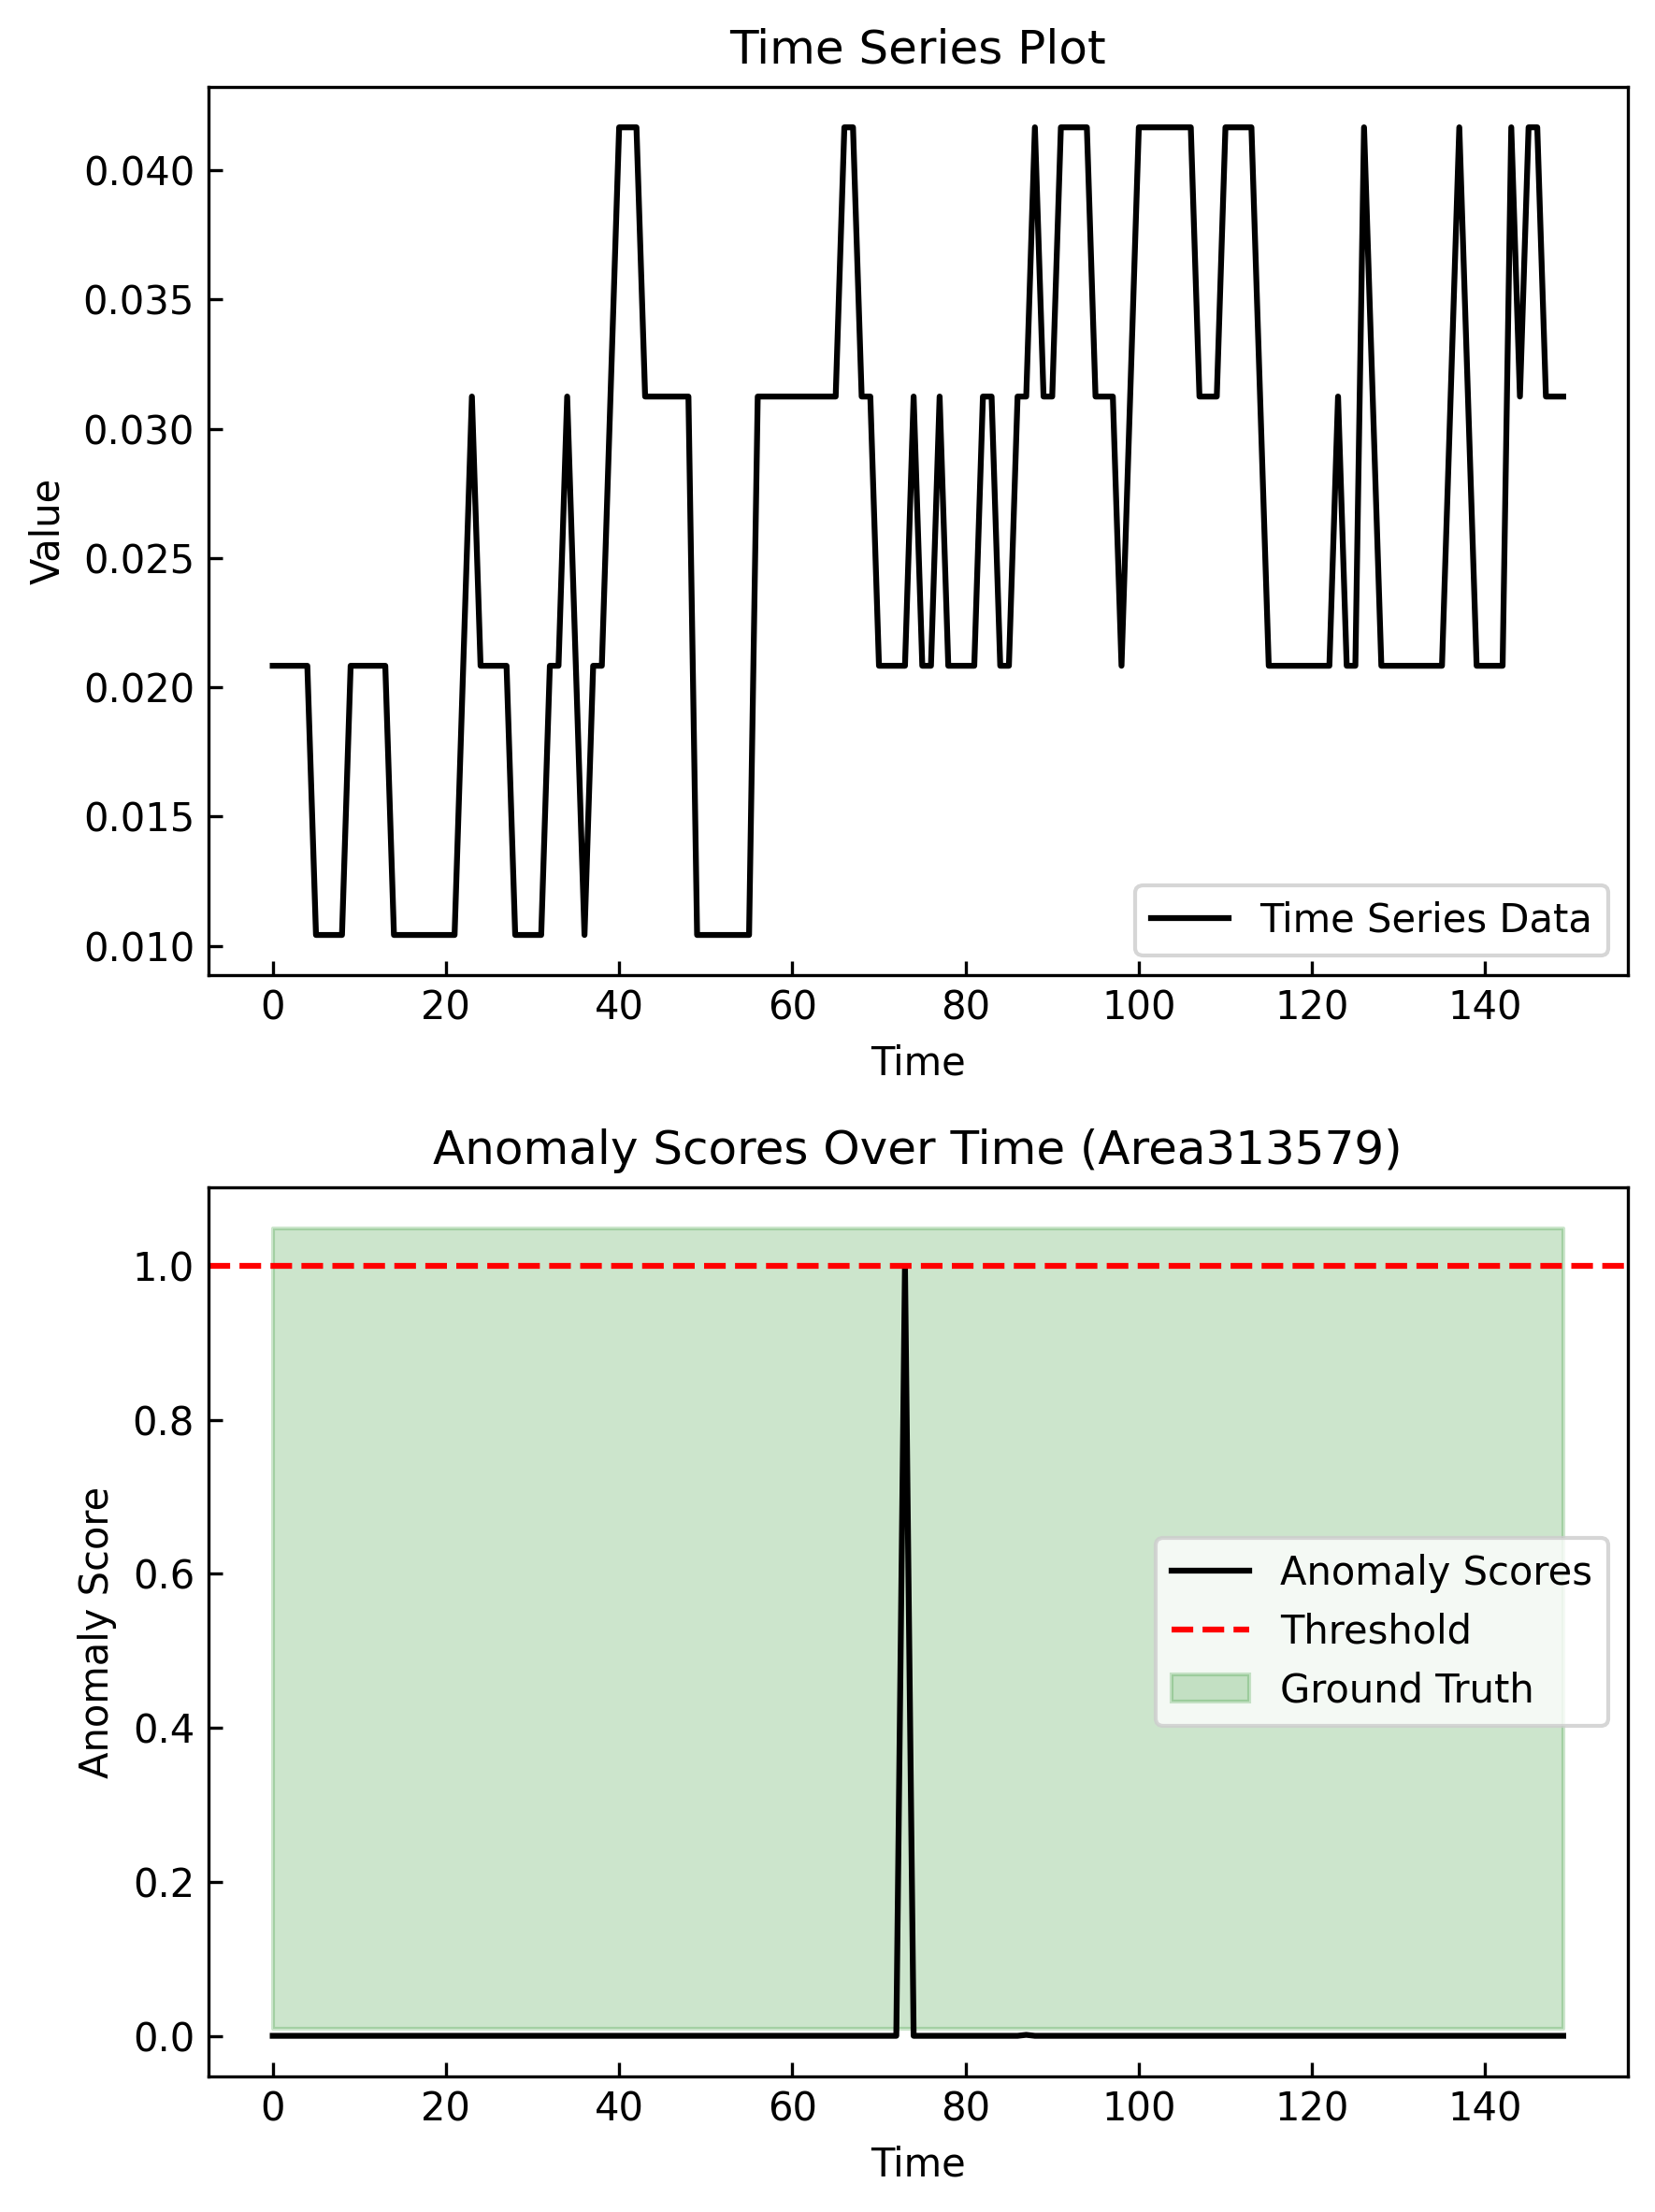 Time Series Plot
0.040
0.035
0.030
0.025
0.020
0.015
0.010
Value
Time Series Data
0 20 40 60 80 100 120 140
Time
Anomaly Scores Over Time (Area313579)
1.0
0.8
0.6
0.4
0.2
0.0
Anomaly Score
Anomaly Scores
Threshold
Ground Truth
0 20 40 60 80 100 120 140
Time